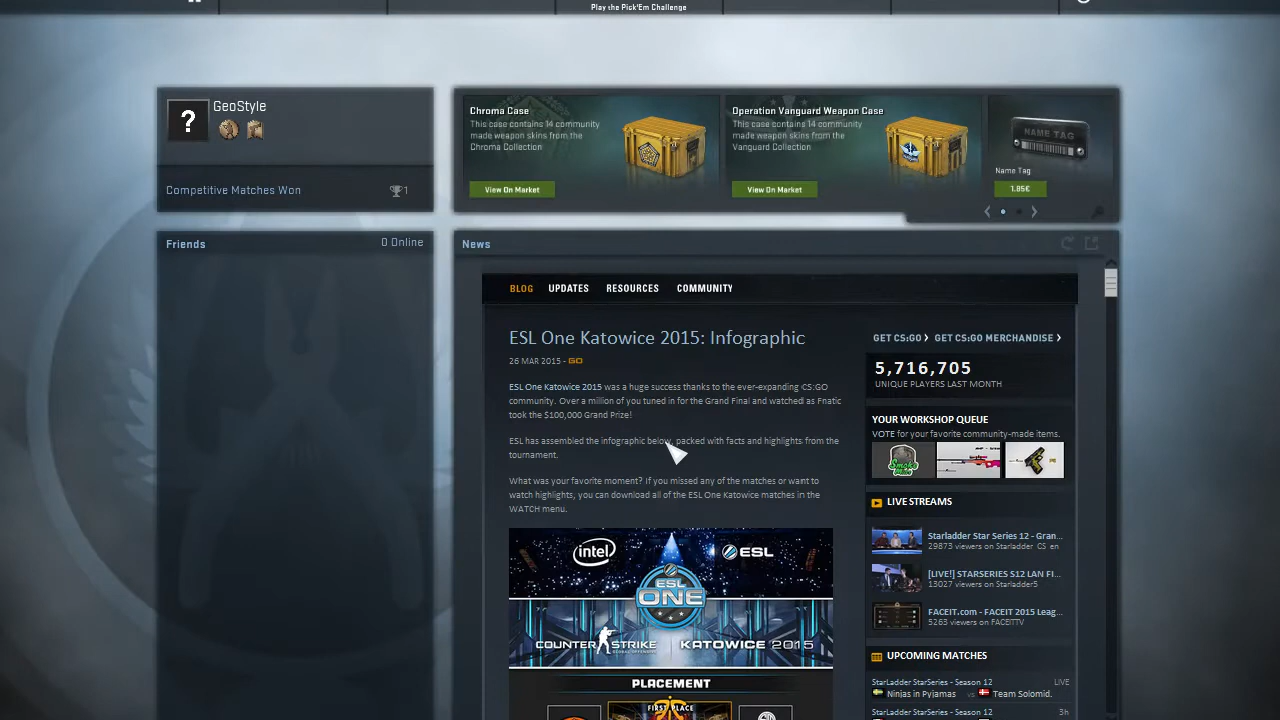 Play the Pick'Em Challenge
GeoStyle
Competitive Matches Won
1
Chroma Case
This case contains 14 community
made weapon skins from the
Chroma Collection
View On Market
Operation Vanguard Weapon Case
This case contains 14 community
made weapon skins from the
Vanguard Collection
View On Market
NAME TAG
Name Tag
1.85€
Friends
0 Online
News
BLOG UPDATES RESOURCES COMMUNITY
ESL One Katowice 2015: Infographic
26 MAR 2015 - GO
ESL One Katowice 2015 was a huge success thanks to the ever-expanding CS:GO
community. Over a million of you tuned in for the Grand Final and watched as Fnatic
took the $100,000 Grand Prize!
ESL has assembled the infographic below, packed with facts and highlights from the
tournament.
What was your favorite moment? If you missed any of the matches or want to
watch highlights, you can download all of the ESL One Katowice matches in the
WATCH menu.
intel
ESL
ESL
ONE
COUNTER STRIKE
GLOBAL OFFENSIVE
KATOWICE 2015
PLACEMENT
FIRST PLACE
GET CS:GO GET CS:GO MERCHANDISE
5,716,705
UNIQUE PLAYERS LAST MONTH
YOUR WORKSHOP QUEUE
VOTE for your favorite community-made items.
LIVE STREAMS
Starladder Star Series 12 - Gran...
29873 viewers on Starladder_CS_en
[LIVE!] STARSERIES S12 LAN FI...
13027 viewers on Starladder5
FACEIT.com - FACEIT 2015 Leag...
5263 viewers on FACEITTV
UPCOMING MATCHES
StarLadder StarSeries - Season 12 LIVE
Ninjas in Pyjamas vs Team Solomid.
StarLadder StarSeries - Season 12 3h